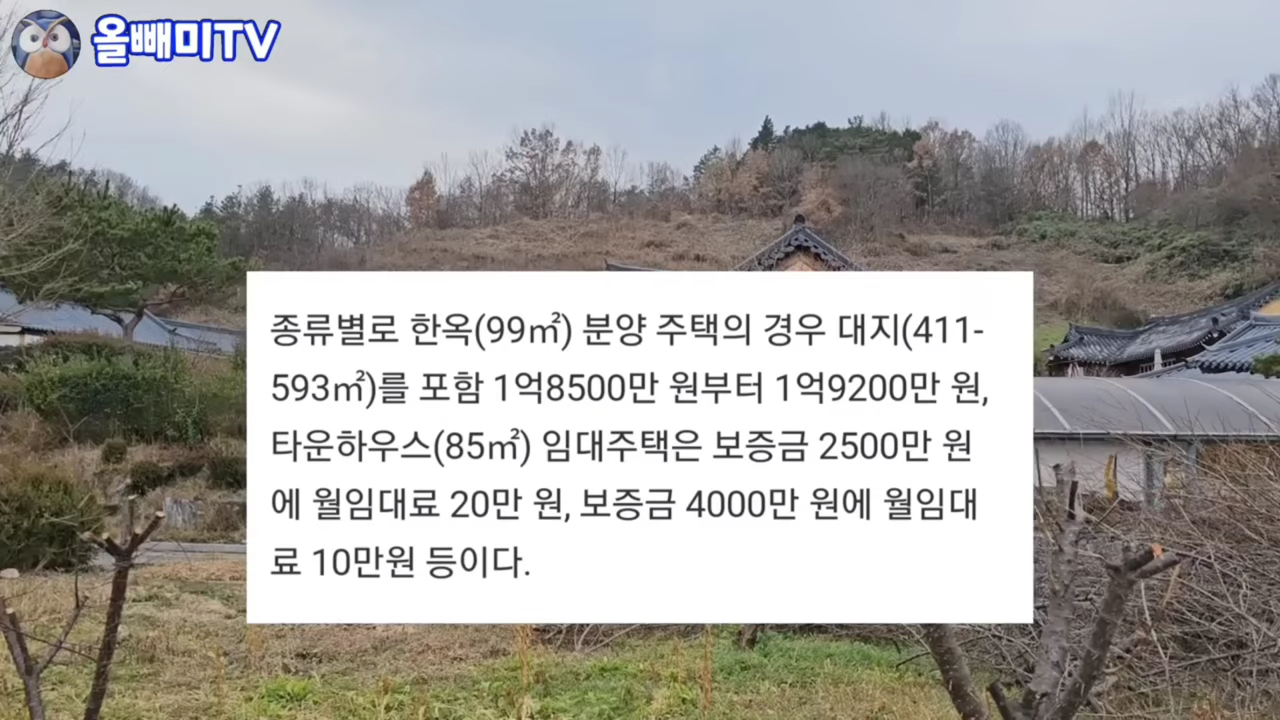 올빼미TV
종류별로 한옥(99㎡) 분양 주택의 경우 대지(411-
593㎡)를 포함 1억8500만 원부터 1억9200만 원,
타운하우스(85㎡) 임대주택은 보증금 2500만 원
에 월임대료 20만 원, 보증금 4000만 원에 월임대
료 10만원 등이다.